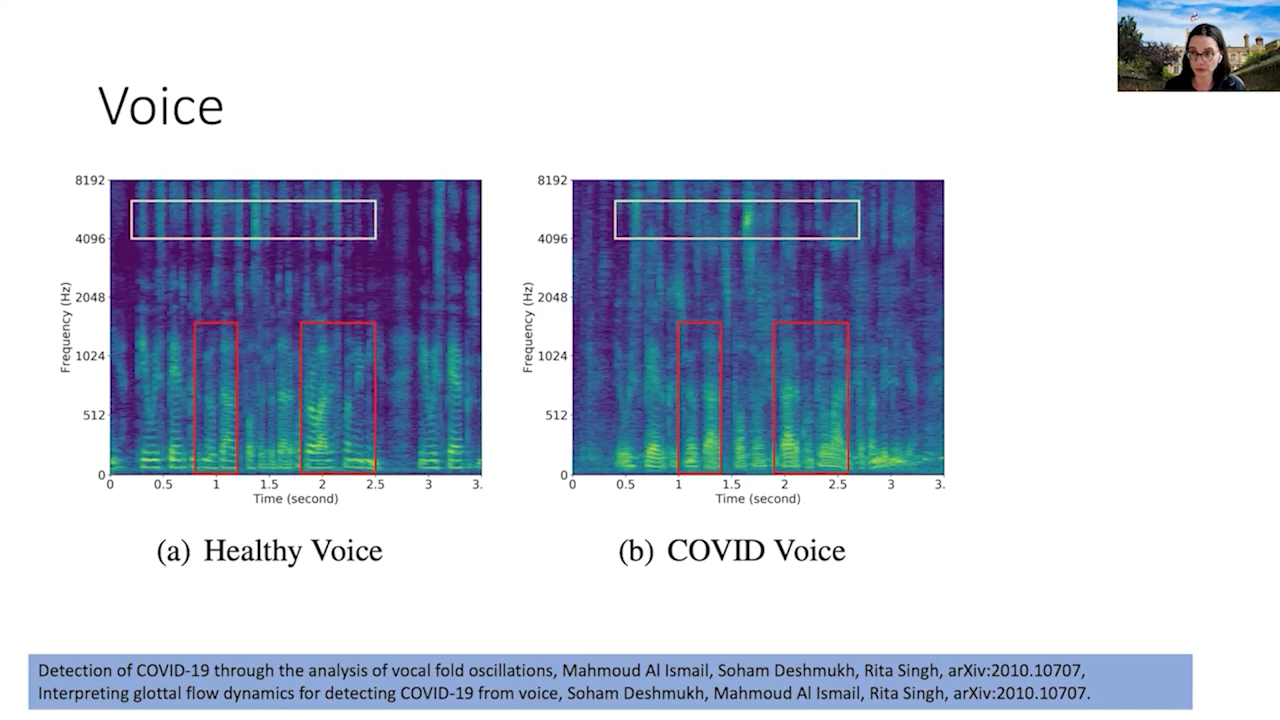 Voice
8192
4096
2048
1024
512
0
Frequency (Hz)
0 0.5 1 1.5 2 2.5 3 3.
Time (second)
(a) Healthy Voice
8192
4096
2048
1024
512
0
Frequency (Hz)
0 0.5 1 1.5 2 2.5 3 3.
Time (second)
(b) COVID Voice
Detection of COVID-19 through the analysis of vocal fold oscillations, Mahmoud Al Ismail, Soham Deshmukh, Rita Singh, arXiv:2010.10707,
Interpreting glottal flow dynamics for detecting COVID-19 from voice, Soham Deshmukh, Mahmoud Al Ismail, Rita Singh, arXiv:2010.10707.